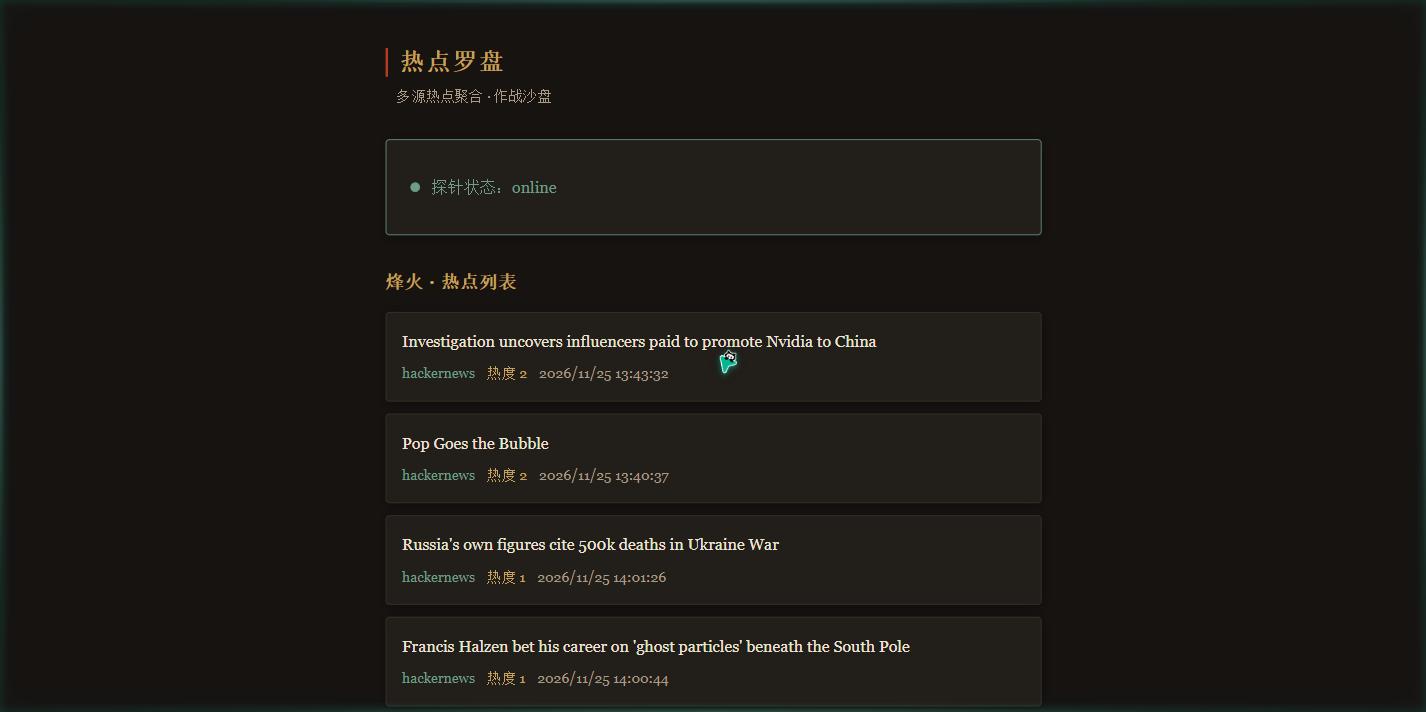 热点罗盘
多源热点聚合 · 作战沙盘
探针状态：online
烽火 · 热点列表
Investigation uncovers influencers paid to promote Nvidia to China
hackernews 热度 2 2026/11/25 13:43:32
Pop Goes the Bubble
hackernews 热度 2 2026/11/25 13:40:37
Russia's own figures cite 500k deaths in Ukraine War
hackernews 热度 1 2026/11/25 14:01:26
Francis Halzen bet his career on 'ghost particles' beneath the South Pole
hackernews 热度 1 2026/11/25 14:00:44